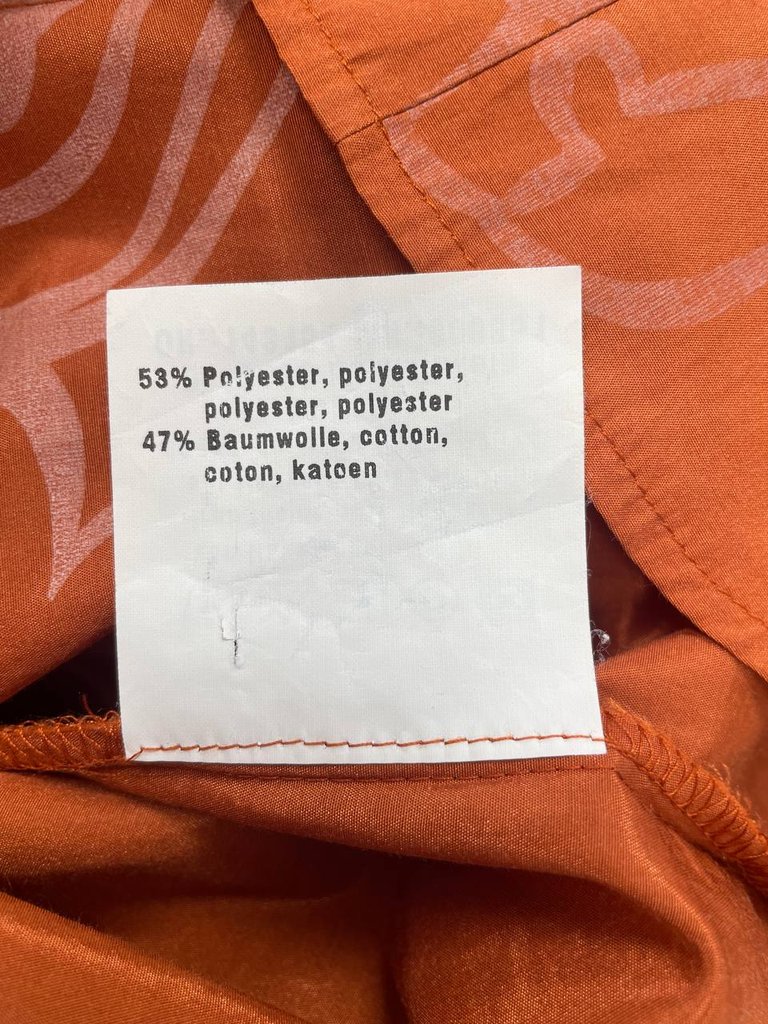 53% Polyester, polyester,
polyester, polyester
47% Baumwolle, cotton,
coton, katoen